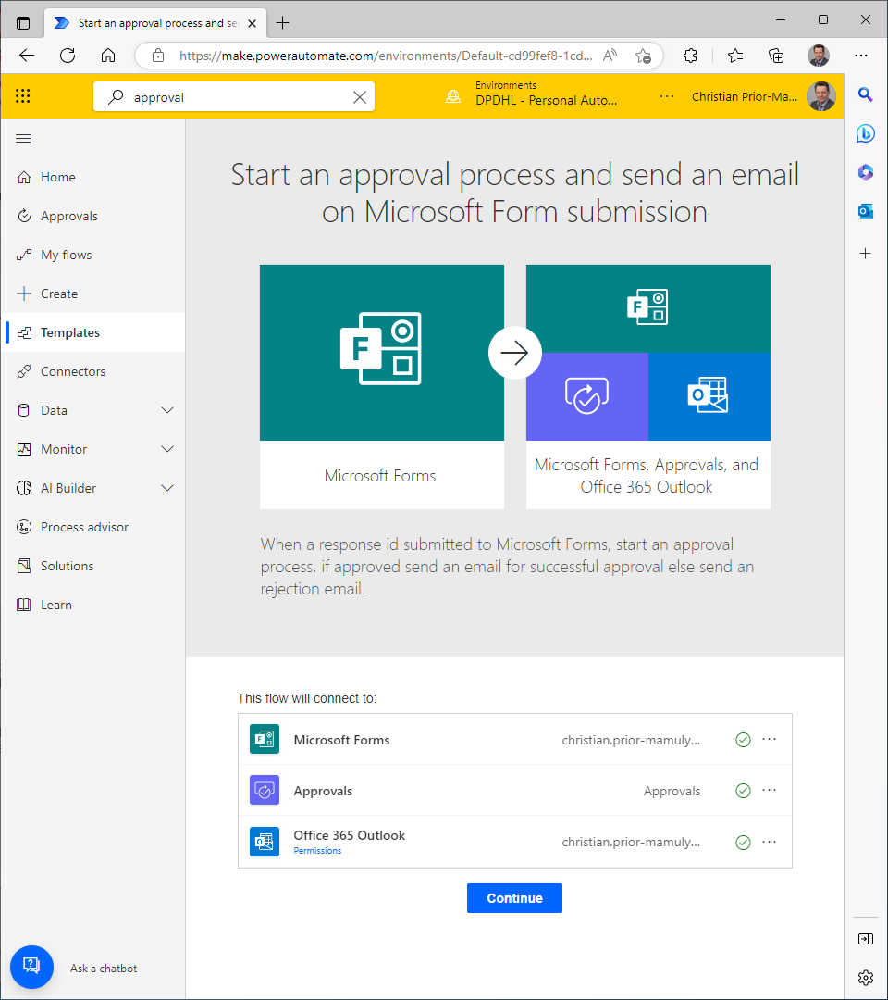 Start an approval process and se
https://make.powerautomate.com/environments/Default-cd99fef8-1cd...
approval
Environments
DPDHL - Personal Auto...
Christian Prior-Ma...
Home
Approvals
My flows
Create
Templates
Connectors
Data
Monitor
AI Builder
Process advisor
Solutions
Learn
Ask a chatbot
Start an approval process and send an email
on Microsoft Form submission
F
F
O
Microsoft Forms
Microsoft Forms, Approvals, and
Office 365 Outlook
When a response id submitted to Microsoft Forms, start an approval
process, if approved send an email for successful approval else send an
rejection email.
This flow will connect to:
Microsoft Forms christian.prior-mamuly...
Approvals Approvals
Office 365 Outlook christian.prior-mamuly...
Permissions
Continue